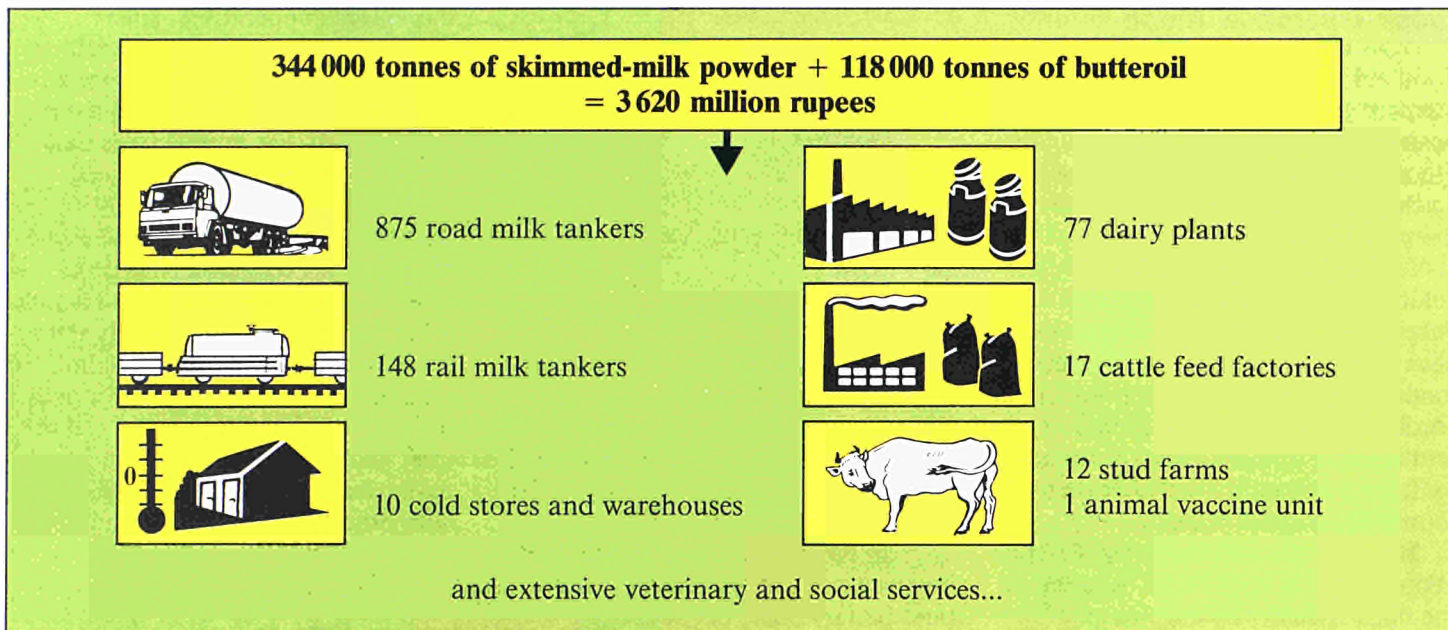 344 000 tonnes of skimmed-milk powder + 118 000 tonnes of butteroil
= 3 620 million rupees
875 road milk tankers
77 dairy plants
148 rail milk tankers
17 cattle feed factories
0
10 cold stores and warehouses
12 stud farms
1 animal vaccine unit
and extensive veterinary and social services...